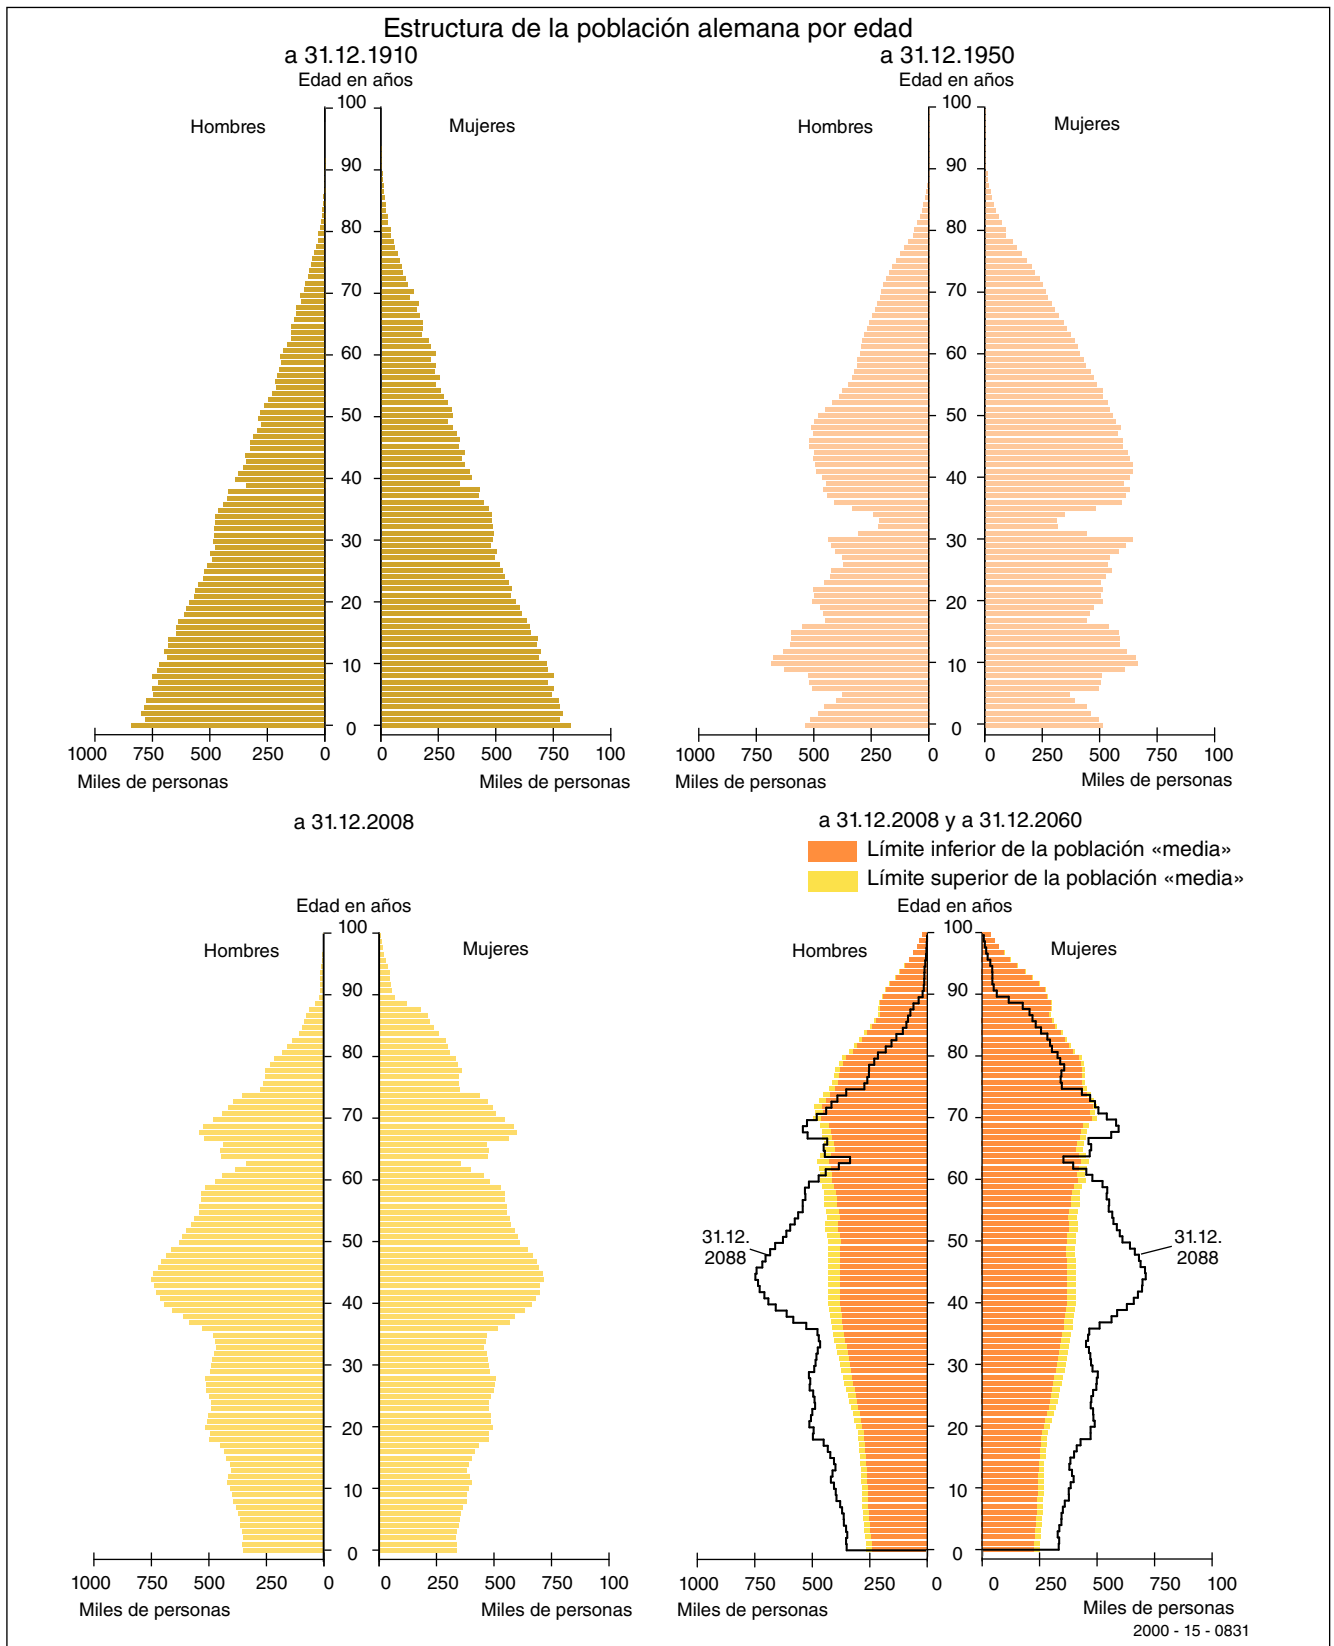 Estructura de la población alemana por edad
a 31.12.1910
Edad en años
Hombres
Mujeres
100
90
80
70
60
50
40
30
20
10
0
1000 750 500 250 0
0 250 500 750 100
Miles de personas
Miles de personas
a 31.12.1950
Edad en años
Hombres
Mujeres
100
90
80
70
60
50
40
30
20
10
0
1000 750 500 250 0
0 250 500 750 100
Miles de personas
Miles de personas
a 31.12.2008
Edad en años
Hombres
Mujeres
100
90
80
70
60
50
40
30
20
10
0
1000 750 500 250 0
0 250 500 750 100
Miles de personas
Miles de personas
a 31.12.2008 y a 31.12.2060
Límite inferior de la población «media»
Límite superior de la población «media»
Edad en años
Hombres
Mujeres
100
90
80
70
60
50
40
30
20
10
0
31.12.
2088
31.12.
2088
1000 750 500 250 0
0 250 500 750 100
Miles de personas
Miles de personas
2000 - 15 - 0831